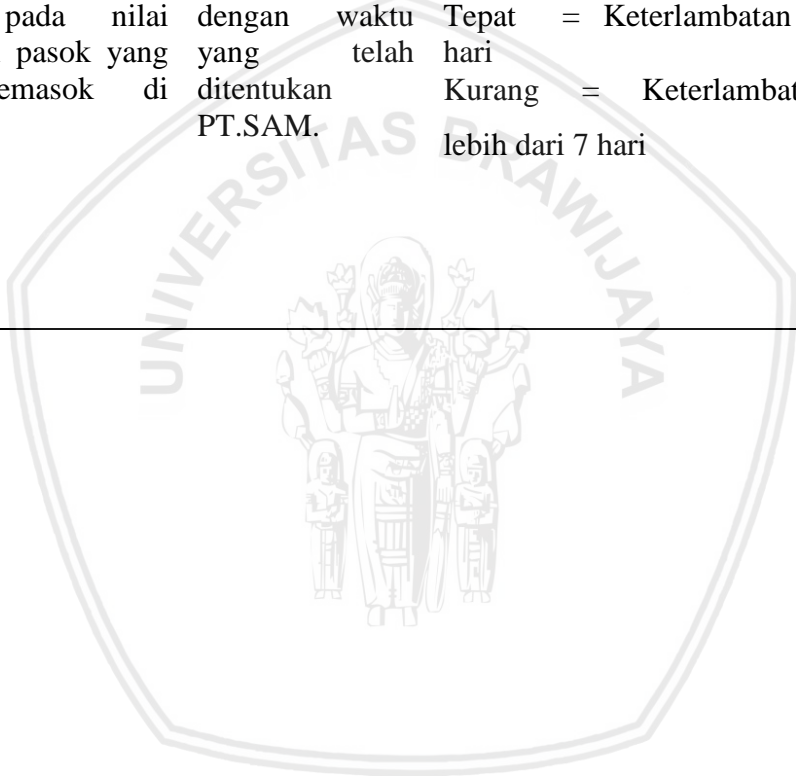 pada nilai
pasok yang
emasok di
dengan waktu
yang telah
ditentukan
PT.SAM.
Tepat = Keterlambatan
hari
Kurang = Keterlambat
lebih dari 7 hari
UNIVERSITAS BRAWIJAYA